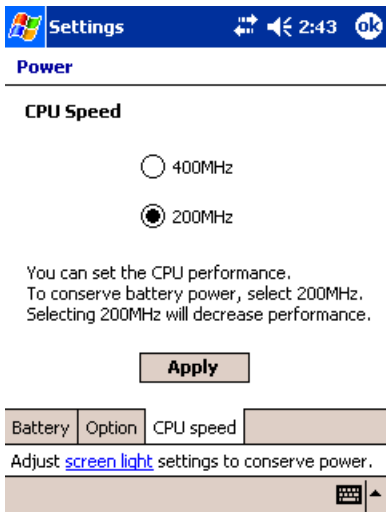 Settings 2:43 ok
Power
CPU Speed
400MHz
200MHz
You can set the CPU performance.
To conserve battery power, select 200MHz.
Selecting 200MHz will decrease performance.
Apply
Battery Option CPU speed
Adjust screen light settings to conserve power.